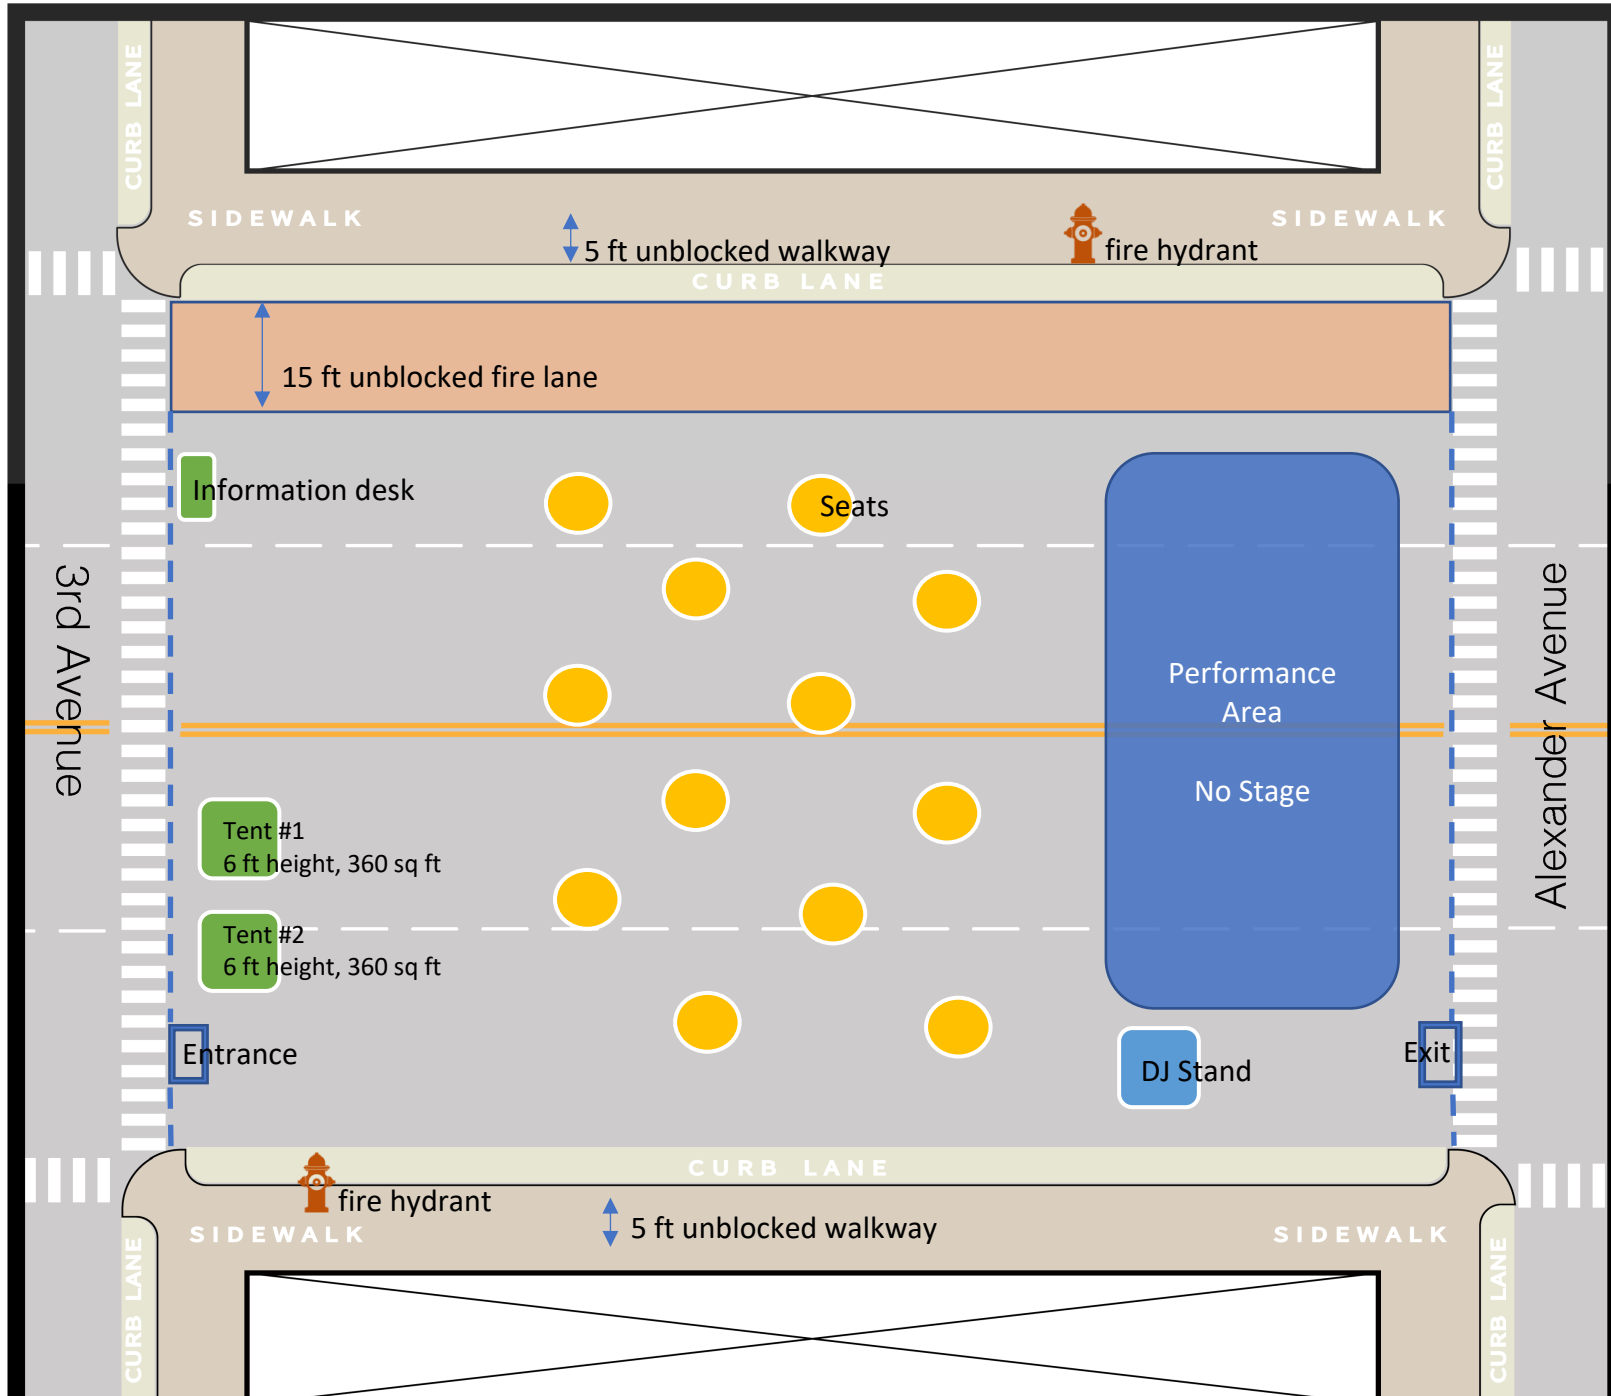 CURB LANE
CURB LANE
SIDEWALK
SIDEWALK
5 ft unblocked walkway
fire hydrant
CURB LANE
15 ft unblocked fire lane
Information desk
Seats
3rd Avenue
Alexander Avenue
Performance
Area
No Stage
Tent #1
6 ft height, 360 sq ft
Tent #2
6 ft height, 360 sq ft
Entrance
Exit
DJ Stand
CURB LANE
fire hydrant
5 ft unblocked walkway
SIDEWALK
SIDEWALK
CURB LANE
CURB LANE